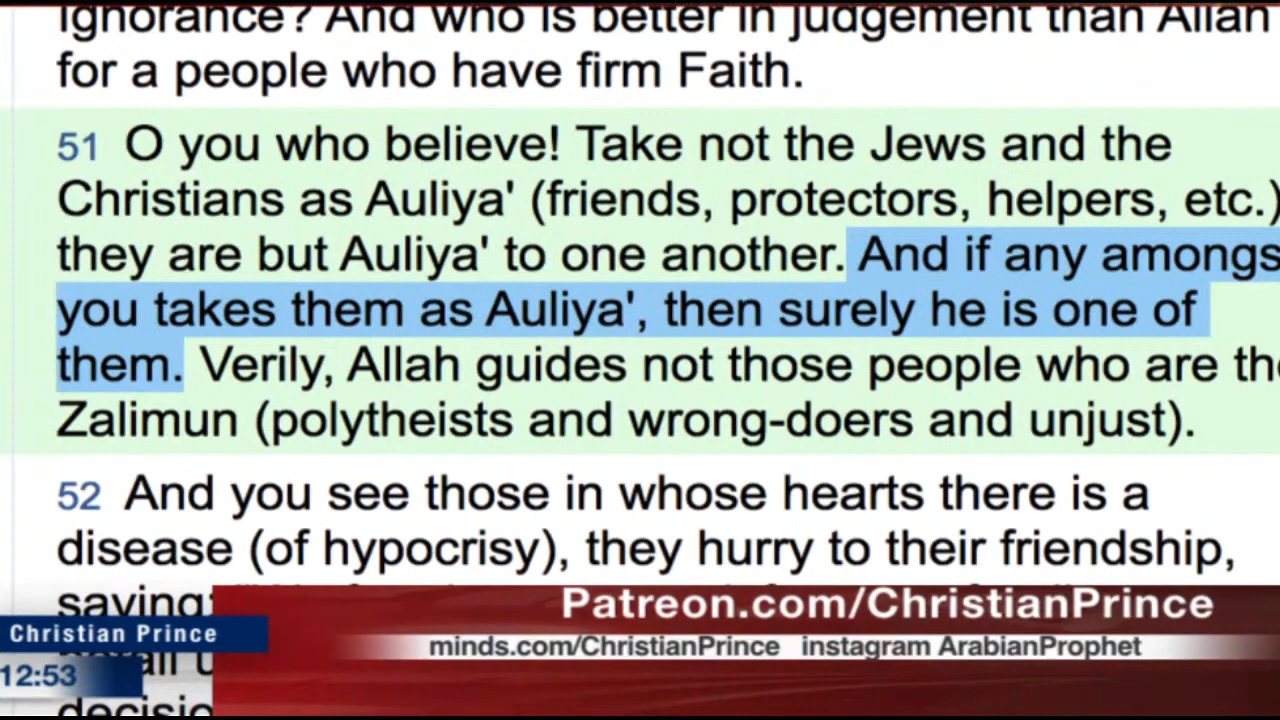 Ignorance? And who is better in judgement than Allah
for a people who have firm Faith.
51 O you who believe! Take not the Jews and the
Christians as Auliya' (friends, protectors, helpers, etc.)
they are but Auliya' to one another. And if any amongs
you takes them as Auliya', then surely he is one of
them. Verily, Allah guides not those people who are the
Zalimun (polytheists and wrong-doers and unjust).
52 And you see those in whose hearts there is a
disease (of hypocrisy), they hurry to their friendship,
saying:
Patreon.com/ChristianPrince
Christian Prince
minds.com/ChristianPrince instagram ArabianProphet
12:53